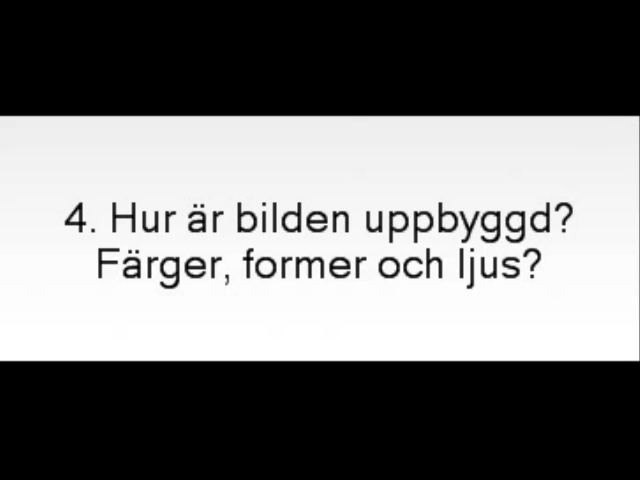 4. Hur är bilden uppbyggd?
Färger, former och ljus?